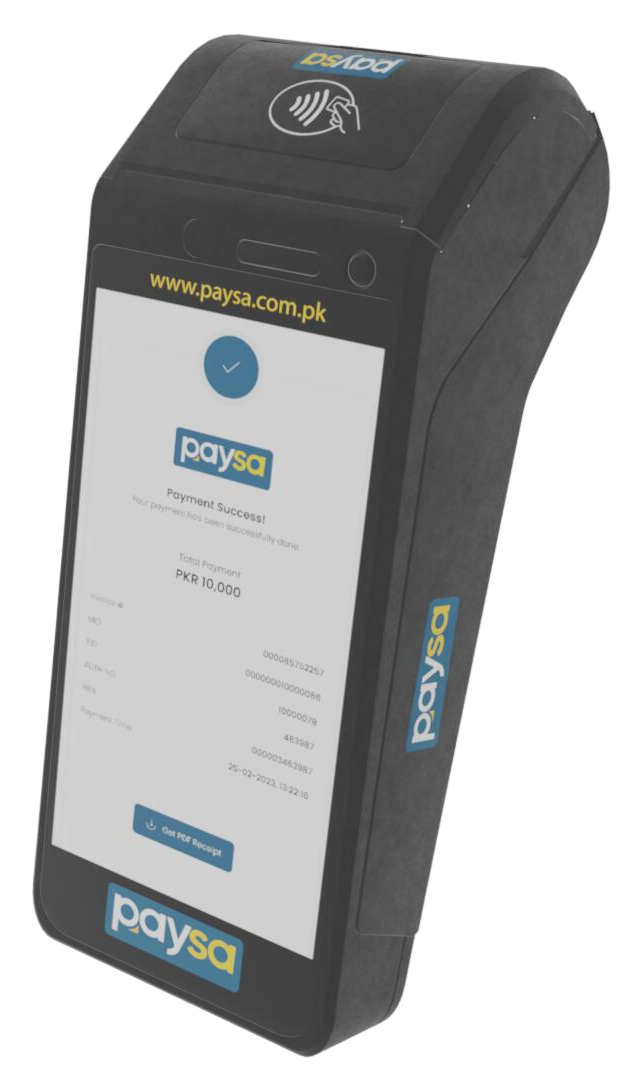 paysa
www.paysa.com.pk
paysa
Payment Success!
Your payment has been successfully done.
Total Payment
PKR 10,000
Invoice #
MID
TID
AUTH NO
RRN
Payment Time
000085752257
000000010000086
10000078
463987
000003463987
25-02-2023, 13:22:16
Get PDF Receipt
paysa
paysa